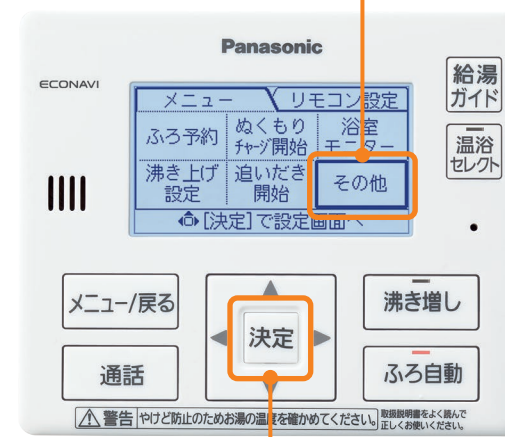 Panasonic
ECONAVI
メニュー
リモコン設定
ふろ予約
ぬくもり
チャージ開始
浴室
モニター
沸き上げ
設定
追いだき
開始
その他
[決定]で設定画面へ
給湯
ガイド
温浴
セレクト
メニュー/戻る
決定
沸き増し
通話
ふろ自動
警告
やけど防止のためお湯の温度を確かめてください。
取扱説明書をよく読んで
正しくお使いください。